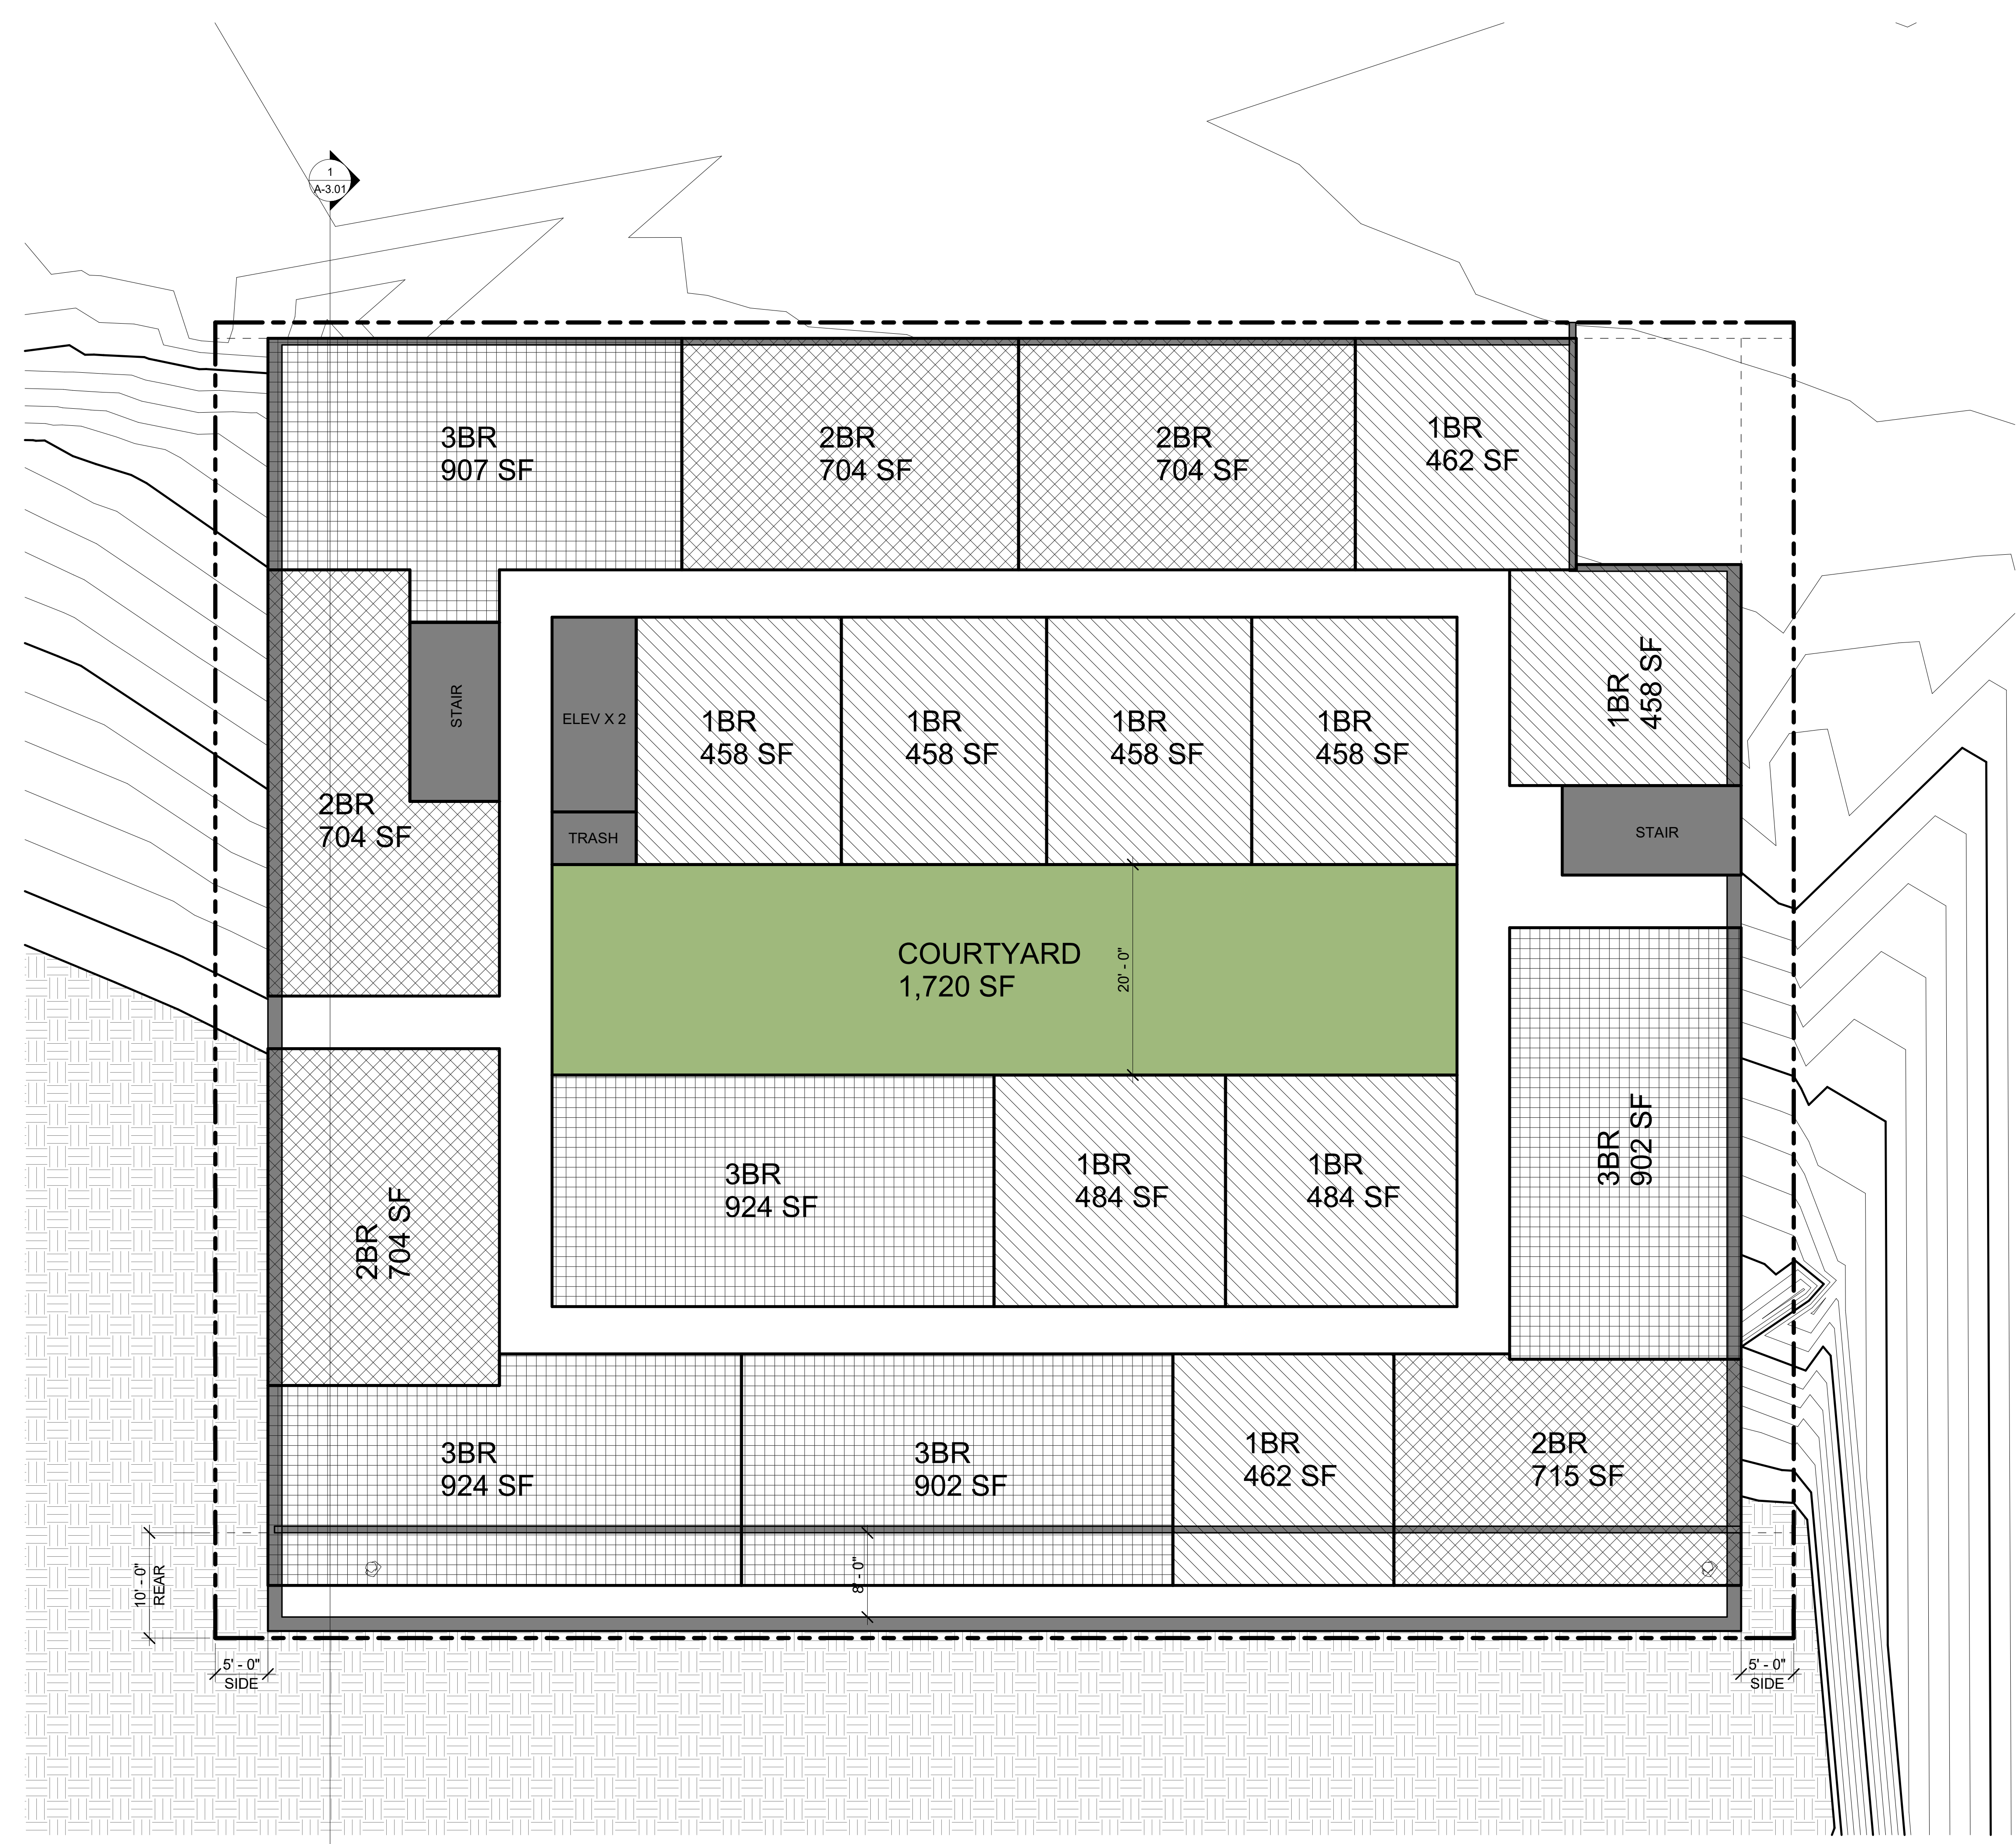 1
A-3.01
3BR
907 SF
2BR
704 SF
2BR
704 SF
1BR
462 SF
STAIR
ELEV X 2
TRASH
1BR
458 SF
1BR
458 SF
1BR
458 SF
1BR
458 SF
1BR
458 SF
STAIR
2BR
704 SF
COURTYARD
1,720 SF
20' - 0"
2BR
704 SF
3BR
924 SF
1BR
484 SF
1BR
484 SF
3BR
902 SF
3BR
924 SF
3BR
902 SF
1BR
462 SF
2BR
715 SF
10' - 0"
REAR
8' - 0"
5' - 0"
SIDE
5' - 0"
SIDE